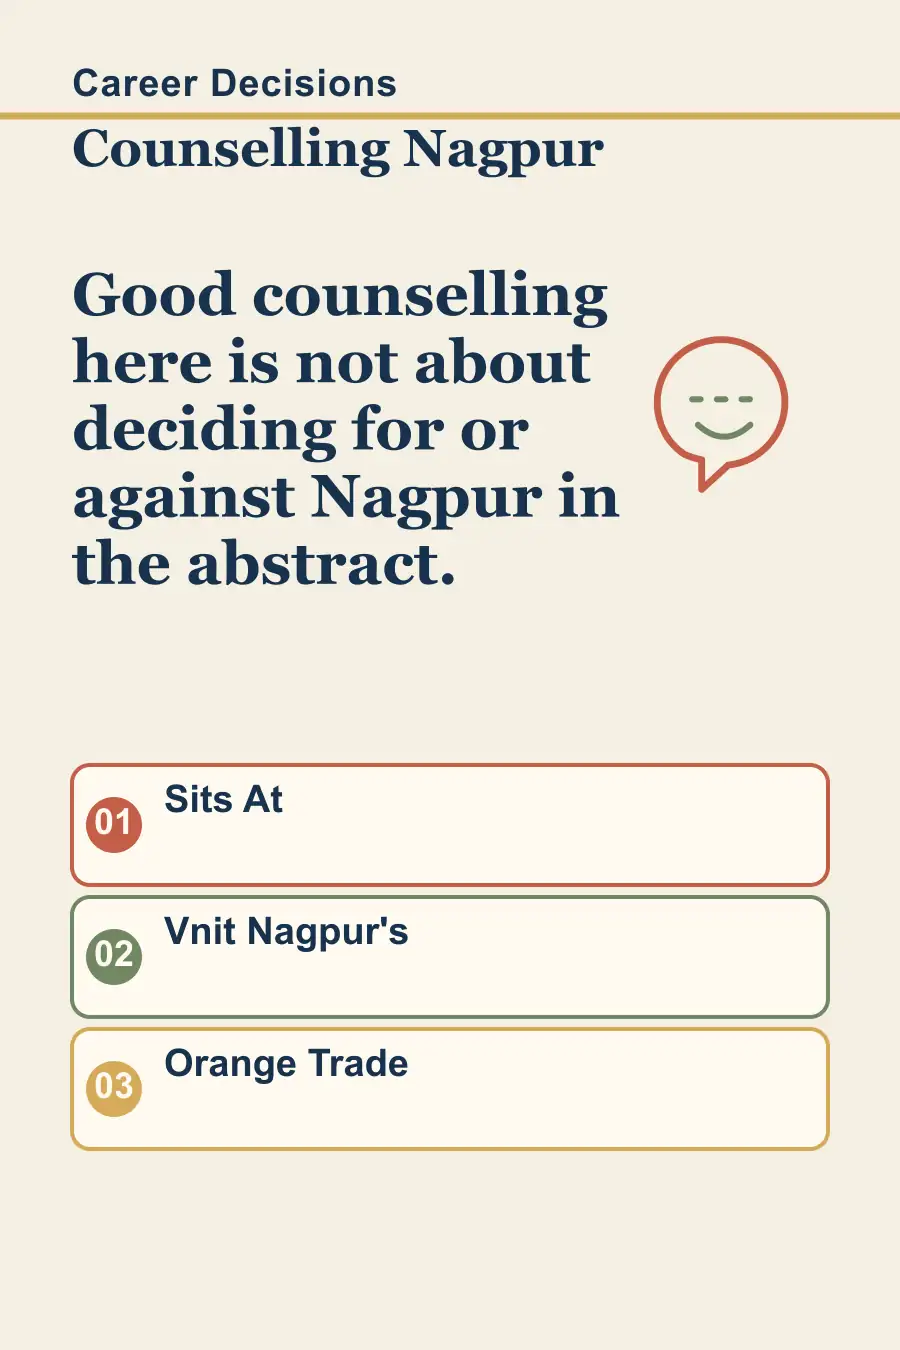 Career Decisions
Counselling Nagpur
Good counselling
here is not about
deciding for or
against Nagpur in
the abstract.
01
Sits At
02
Vnit Nagpur's
03
Orange Trade